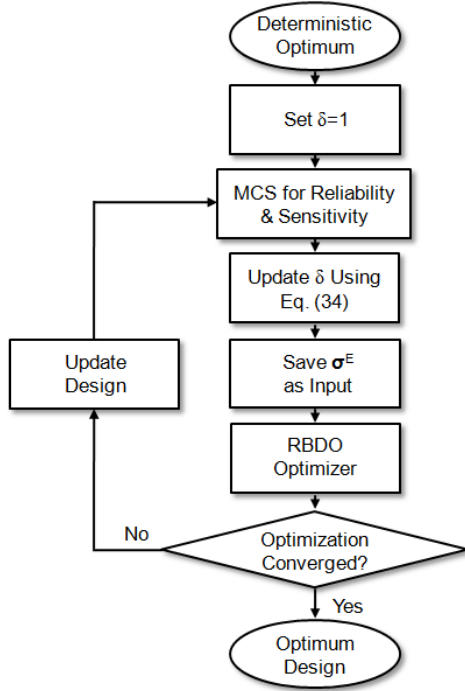 Deterministic
Optimum
Set δ=1
MCS for Reliability
& Sensitivity
Update δ Using
Eq. (34)
Save σᴱ
as Input
RBDO
Optimizer
Update
Design
Optimization
Converged?
No
Yes
Optimum
Design